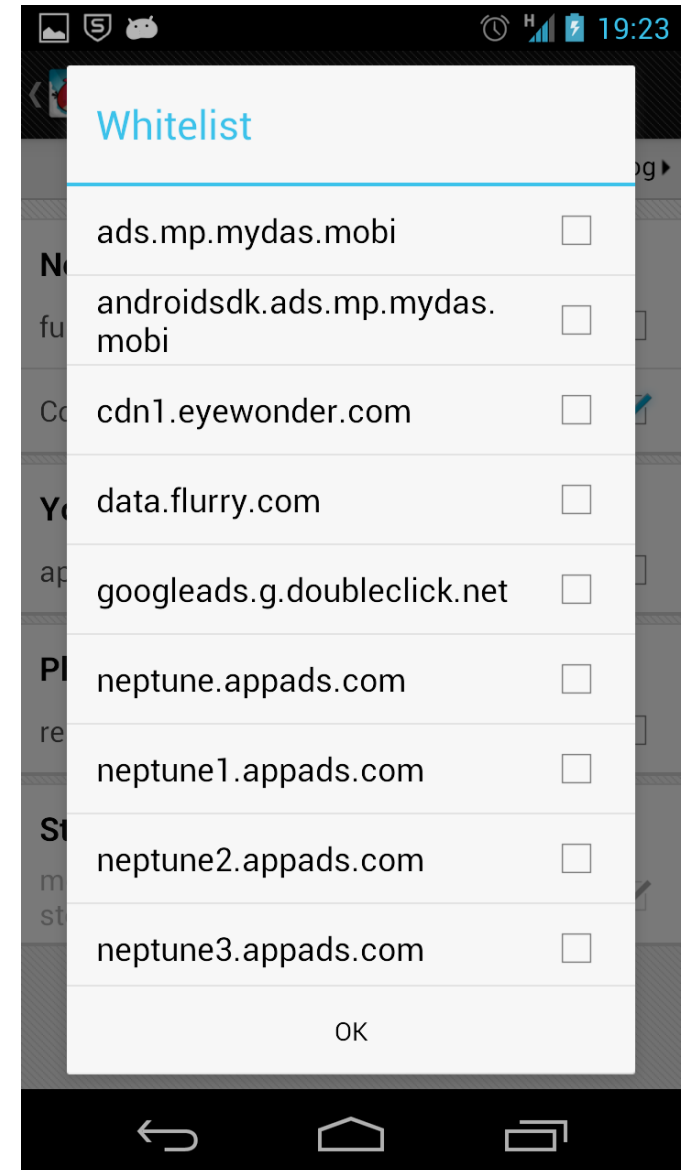 H 19:23
Whitelist
ads.mp.mydas.mobi
androidsdk.ads.mp.mydas.
mobi
cdn1.eyewonder.com
data.flurry.com
googleads.g.doubleclick.net
neptune.appads.com
neptune1.appads.com
neptune2.appads.com
neptune3.appads.com
OK